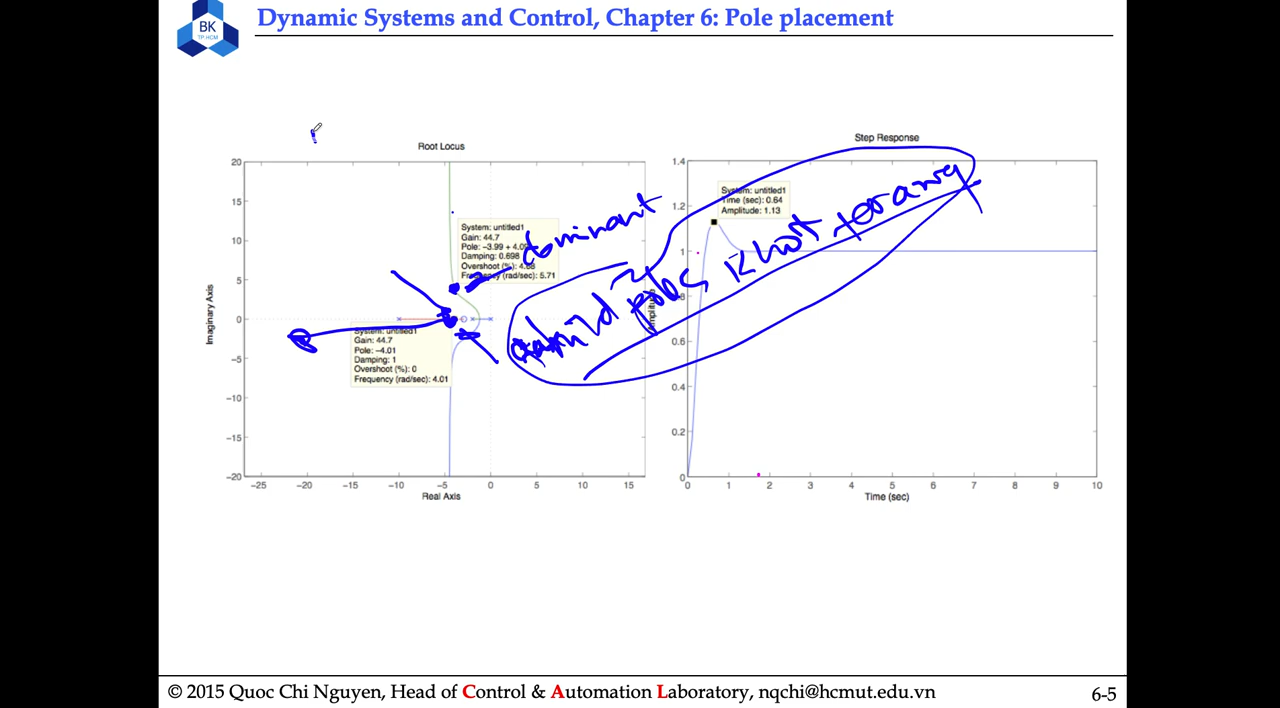 Dynamic Systems and Control, Chapter 6: Pole placement
BK
TP.HCM
Root Locus
20
15
10
5
0
−5
−10
−15
−20
Imaginary Axis
−25 −20 −15 −10 −5 0 5 10 15
Real Axis
System: untitled1
Gain: 44.7
Pole: −3.99 + 4.09
Damping: 0.698
Overshoot (%): 4.68
Frequency (rad/sec): 5.71
System: untitled1
Gain: 44.7
Pole: −4.01
Damping: 1
Overshoot (%): 0
Frequency (rad/sec): 4.01
dominant
Step Response
1.4
1.2
1
0.6
0.4
0.2
0
Amplitude
System: untitled1
Time (sec): 0.64
Amplitude: 1.13
0 1 2 3 4 5 6 7 8 9 10
Time (sec)
© 2015 Quoc Chi Nguyen, Head of Control & Automation Laboratory, nqchi@hcmut.edu.vn
6-5